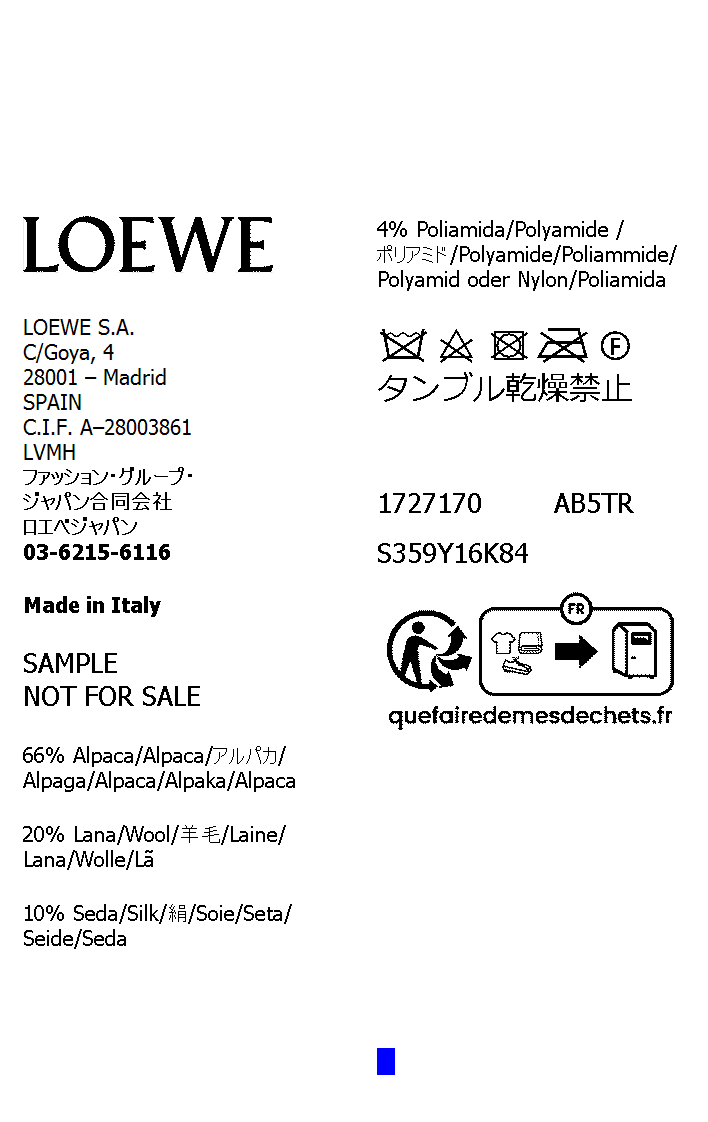 LOEWE
LOEWE S.A.
C/Goya, 4
28001 – Madrid
SPAIN
C.I.F. A–28003861
LVMH
ファッション・グループ・
ジャパン合同会社
ロエベジャパン
03-6215-6116
Made in Italy
SAMPLE
NOT FOR SALE
66% Alpaca/Alpaca/アルパカ/
Alpaga/Alpaca/Alpaka/Alpaca
20% Lana/Wool/羊毛/Laine/
Lana/Wolle/Lã
10% Seda/Silk/絹/Soie/Seta/
Seide/Seda
4% Poliamida/Polyamide /
ポリアミド/Polyamide/Poliammide/
Polyamid oder Nylon/Poliamida
F
タンブル乾燥禁止
1727170 AB5TR
S359Y16K84
FR
quefairedemesdechets.fr